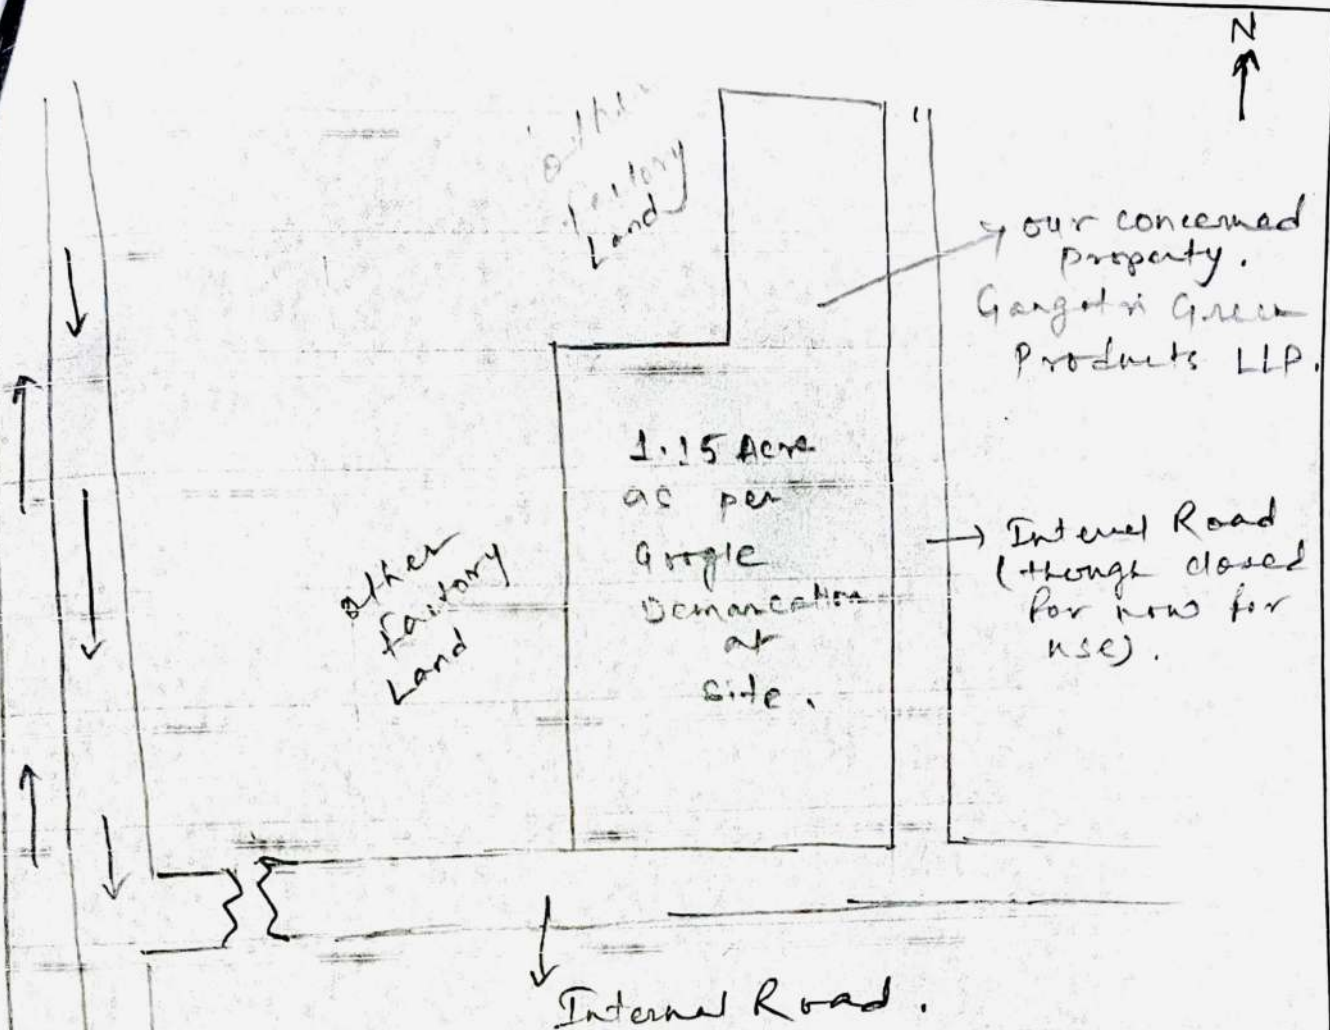 N
other
factory
Land
our concerned
property.
Gangotri Green
Products LLP.
1.15 Acre
as per
Google
Demarcation
at
site.
other
factory
Land
Internal Road
(though closed
for now for
use).
Internal Road.